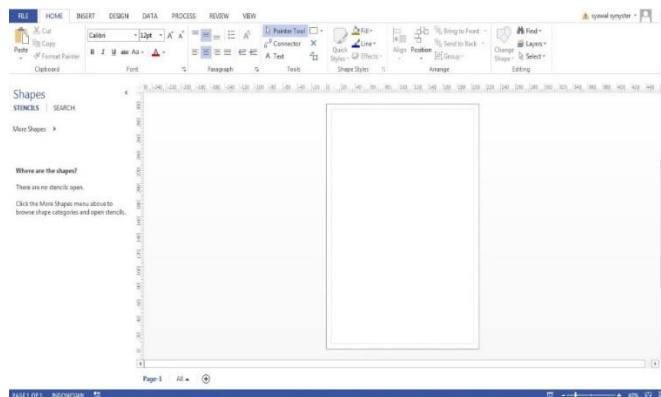 FILE HOME INSERT DESIGN DATA PROCESS REVIEW VIEW
syawal synyster
Paste
Cut
Copy
Format Painter
Clipboard
Calibri 12pt A A
B I U abc Aa A
Font
Paragraph
Pointer Tool
Connector
A Text
Tools
Quick Styles
Fill
Line
Effects
Shape Styles
Align
Position
Bring to Front
Send to Back
Group
Arrange
Change Shape
Find
Layers
Select
Editing
Shapes
STENCILS SEARCH
More Shapes
Where are the shapes?
There are no stencils open.
Click the More Shapes menu above to
browse shape categories and open stencils.
Page-1 All
PAGE 1 OF 1 INDONESIAN
40%